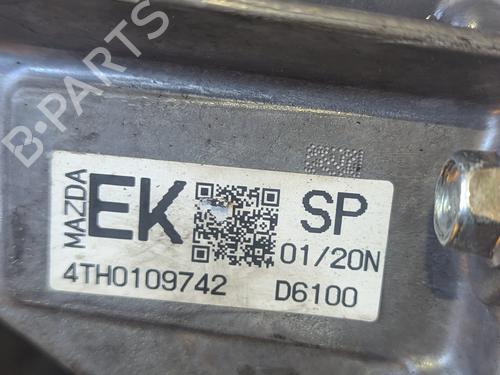 B-PARTS
MAZDA
EK
SP
01/20N
4TH0109742
D6100